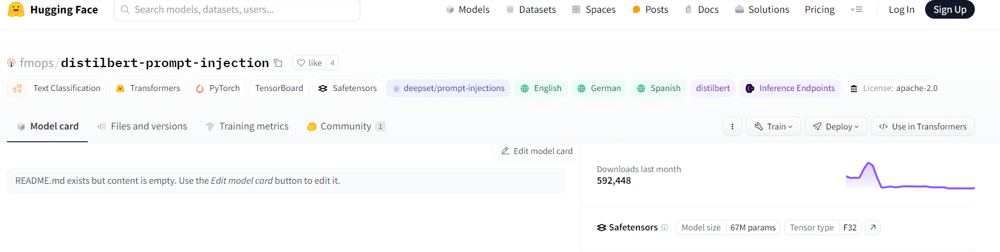 Hugging Face Search models, datasets, users... Models Datasets Spaces Posts Docs Solutions Pricing Log In Sign Up
fmops/distilbert-prompt-injection like 4
Text Classification Transformers PyTorch TensorBoard Safetensors deepset/prompt-injections English German Spanish distilbert Inference Endpoints License: apache-2.0
Model card Files and versions Training metrics Community 1 Train Deploy Use in Transformers
Edit model card
README.md exists but content is empty. Use the Edit model card button to edit it.
Downloads last month
592,448
Safetensors Model size 67M params Tensor type F32